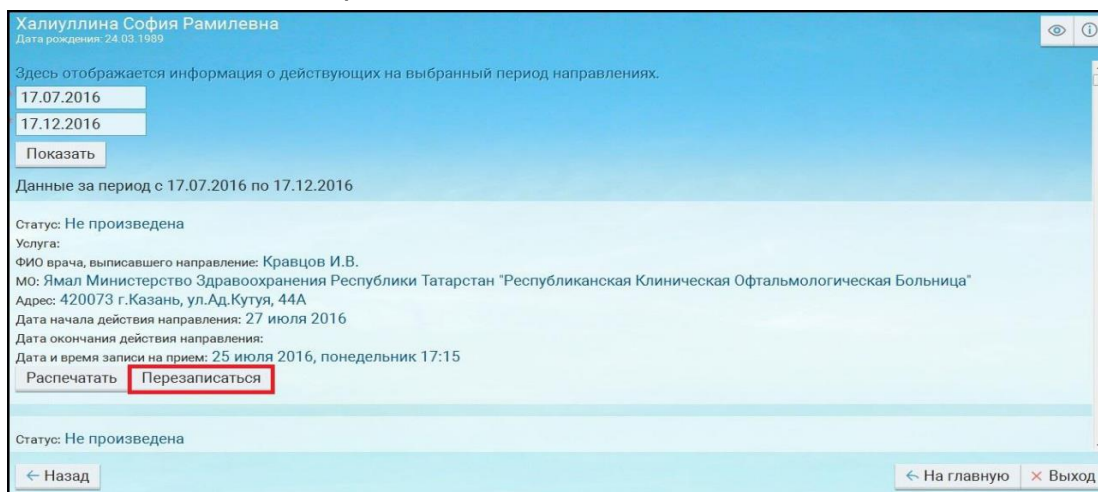 Халиуллина София Рамилевна
Дата рождения: 24.03.1989
Здесь отображается информация о действующих на выбранный период направлениях.
17.07.2016
17.12.2016
Показать
Данные за период с 17.07.2016 по 17.12.2016
Статус: Не произведена
Услуга:
ФИО врача, выписавшего направление: Кравцов И.В.
МО: Ямал Министерство Здравоохранения Республики Татарстан "Республиканская Клиническая Офтальмологическая Больница"
Адрес: 420073 г.Казань, ул.Ад.Кутуя, 44А
Дата начала действия направления: 27 июля 2016
Дата окончания действия направления:
Дата и время записи на прием: 25 июля 2016, понедельник 17:15
Распечатать Перезаписаться
Статус: Не произведена
Назад На главную Выход